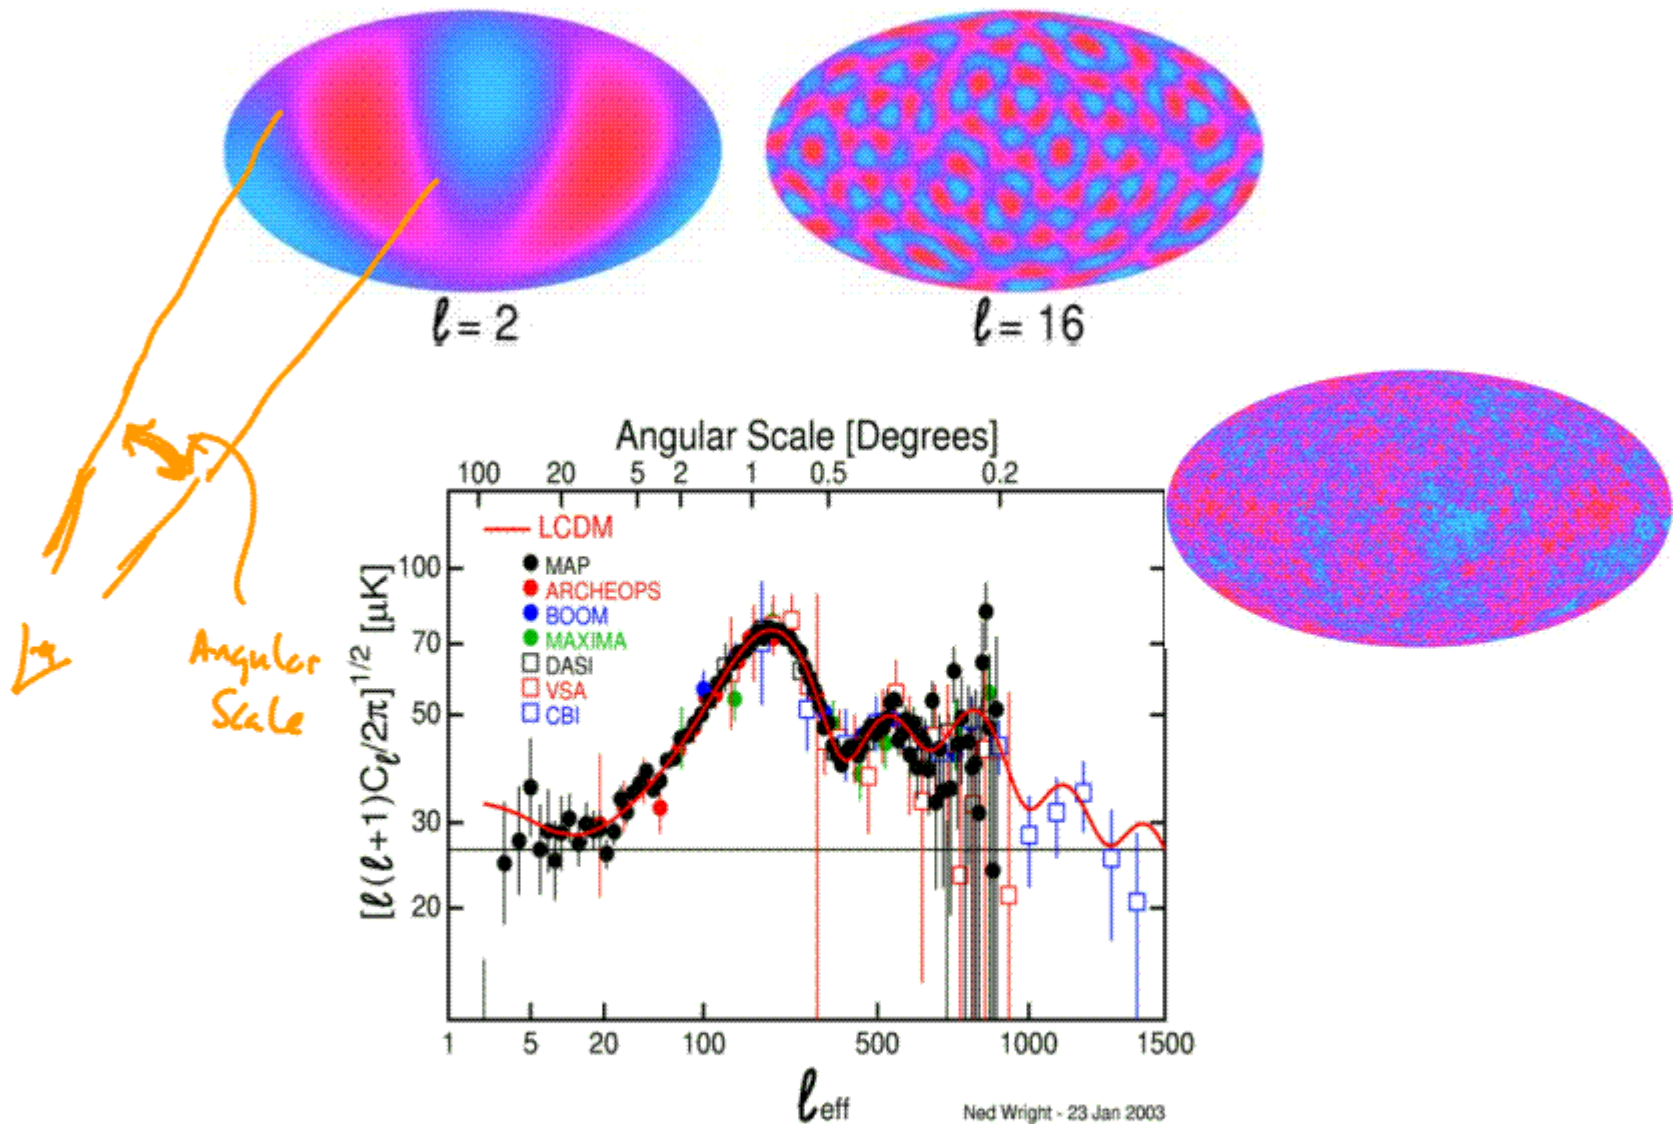 ℓ = 2
ℓ = 16
Angular Scale [Degrees]
100 20 5 2 1 0.5 0.2
LCDM
MAP
ARCHEOPS
BOOM
MAXIMA
DASI
VSA
CBI
[ℓ(ℓ+1)Cℓ/2π]^1/2 [μK]
100
70
50
30
20
1 5 20 100 500 1000 1500
ℓeff
Ned Wright - 23 Jan 2003
Angular
Scale